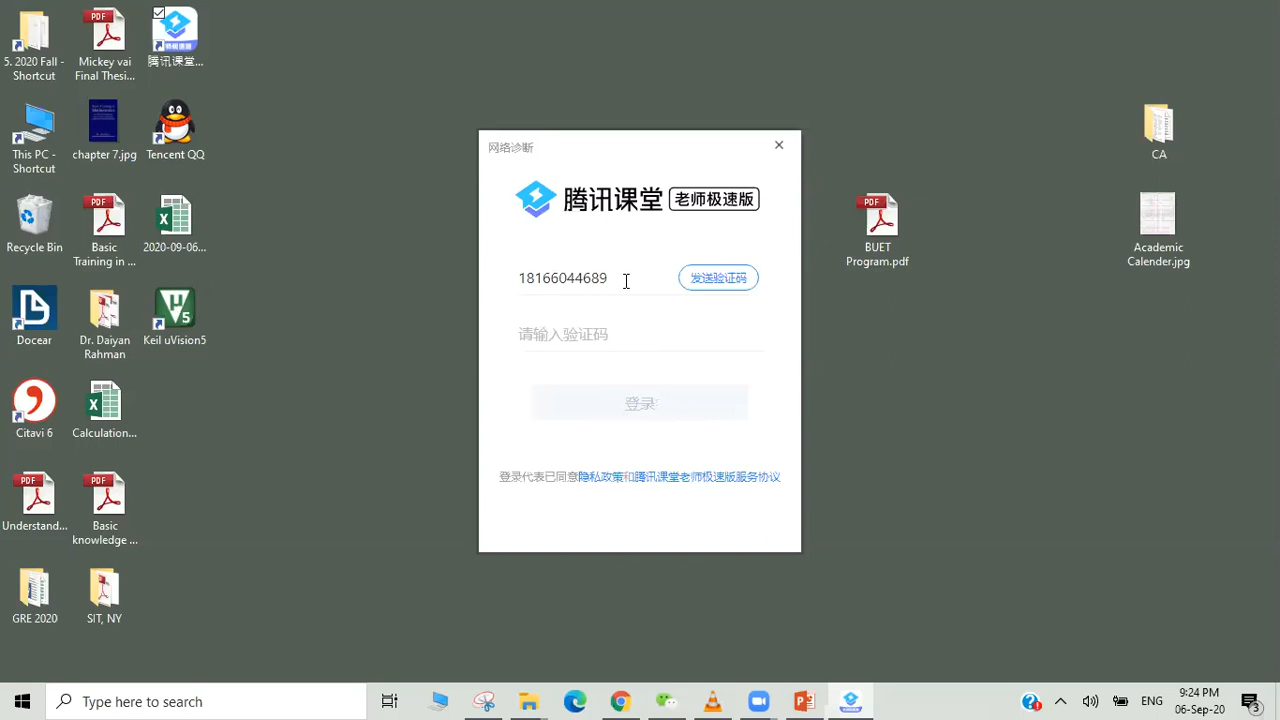 5. 2020 Fall -
Shortcut
Mickey vai
Final Thesi...
腾讯课堂...
This PC -
Shortcut
chapter 7.jpg
Tencent QQ
Recycle Bin
Basic
Training in ...
2020-09-06...
Docear
Dr. Daiyan
Rahman
Keil uVision5
Citavi 6
Calculation...
Understand...
Basic
knowledge ...
GRE 2020
SIT, NY
网络诊断
腾讯课堂 老师极速版
18166044689
发送验证码
请输入验证码
登录
登录代表已同意隐私政策和腾讯课堂老师极速版服务协议
CA
PDF
BUET
Program.pdf
Academic
Calender.jpg
Type here to search
ENG
9:24 PM
06-Sep-20
3